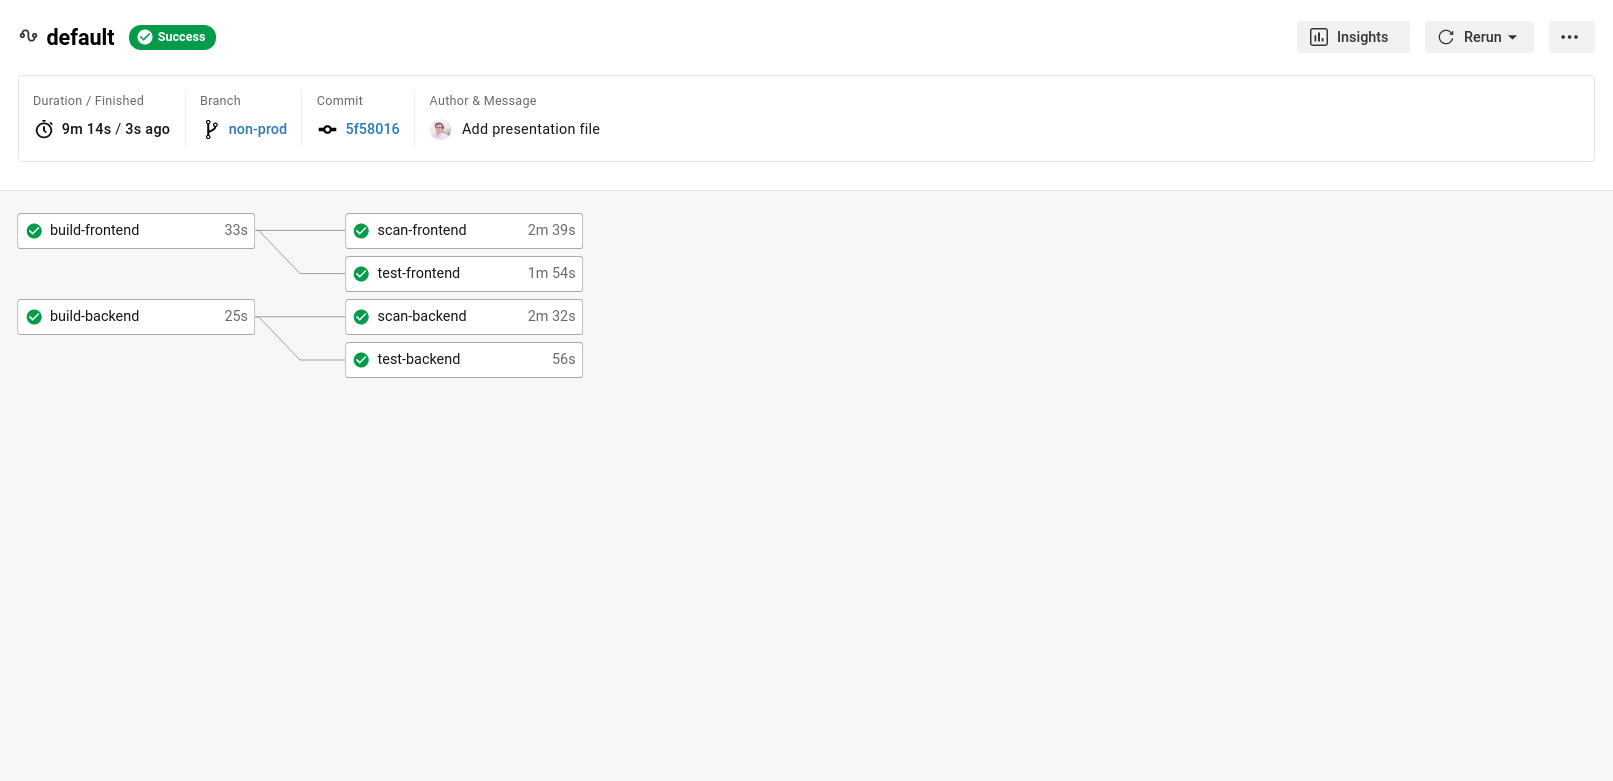 default Success Insights Rerun
Duration / Finished Branch Commit Author & Message
9m 14s / 3s ago non-prod 5f58016 Add presentation file
build-frontend 33s scan-frontend 2m 39s
test-frontend 1m 54s
build-backend 25s scan-backend 2m 32s
test-backend 56s